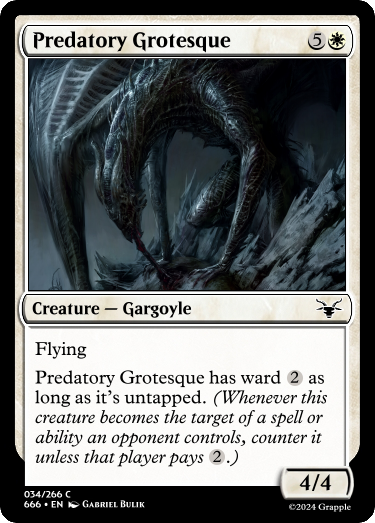 Predatory Grotesque 5
Creature — Gargoyle
Flying
Predatory Grotesque has ward 2 as
long as it's untapped. (Whenever this
creature becomes the target of a spell or
ability an opponent controls, counter it
unless that player pays 2.)
4/4
034/266 C
666 • EN Gabriel Bulik
©2024 Grapple